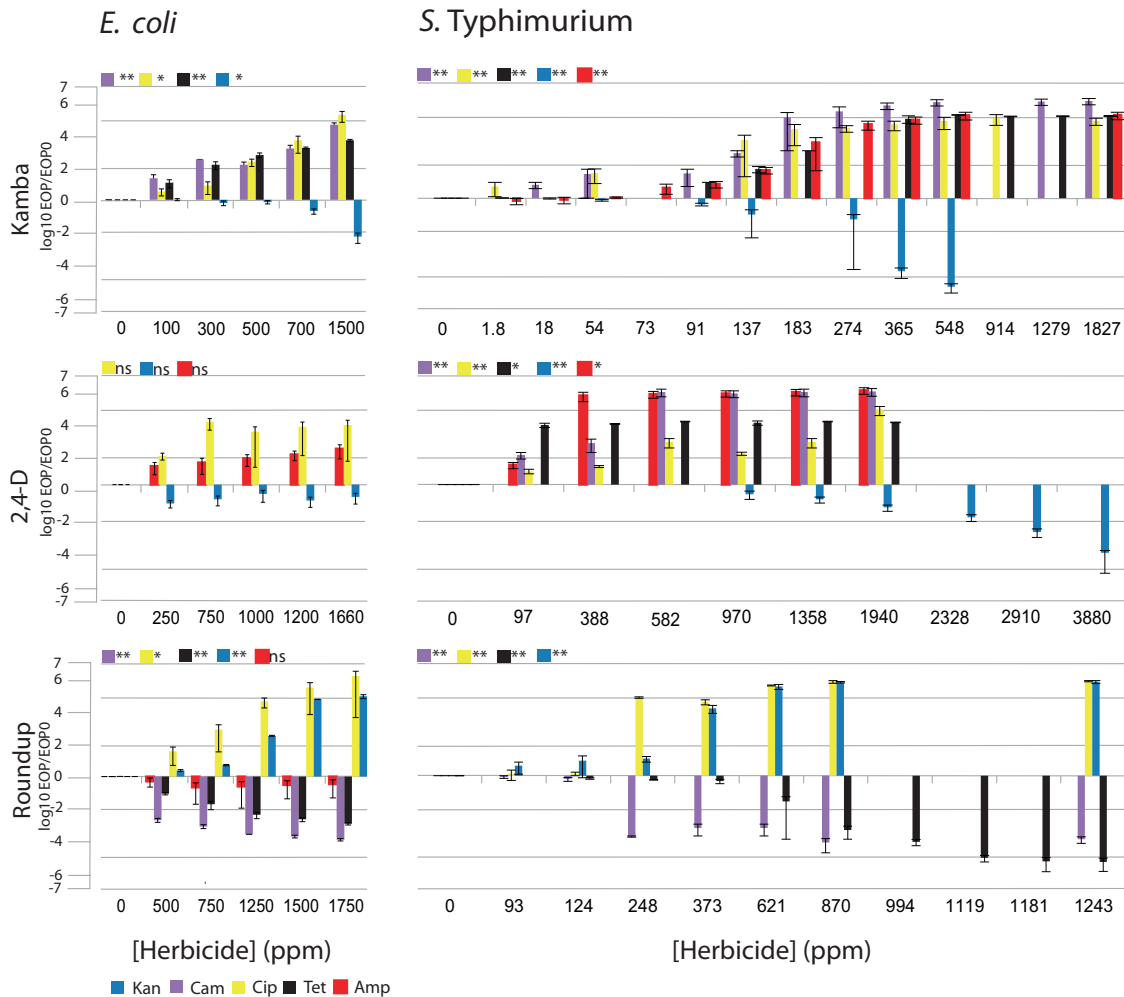 E. coli
S. Typhimurium
** * ** *
** ** ** ** **
Kamba
log10 EOP/EOP0
7
6
4
2
0
-2
-4
-6
-7
0 100 300 500 700 1500
0 1.8 18 54 73 91 137 183 274 365 548 914 1279 1827
ns ns ns
** ** * ** *
2,4-D
log10 EOP/EOP0
7
6
4
2
0
-2
-4
-6
-7
0 250 750 1000 1200 1660
0 97 388 582 970 1358 1940 2328 2910 3880
** * ** ** ns
** ** ** **
Roundup
log10 EOP/EOP0
7
6
4
2
0
-2
-4
-6
-7
0 500 750 1250 1500 1750
0 93 124 248 373 621 870 994 1119 1181 1243
[Herbicide] (ppm)
[Herbicide] (ppm)
Kan Cam Cip Tet Amp